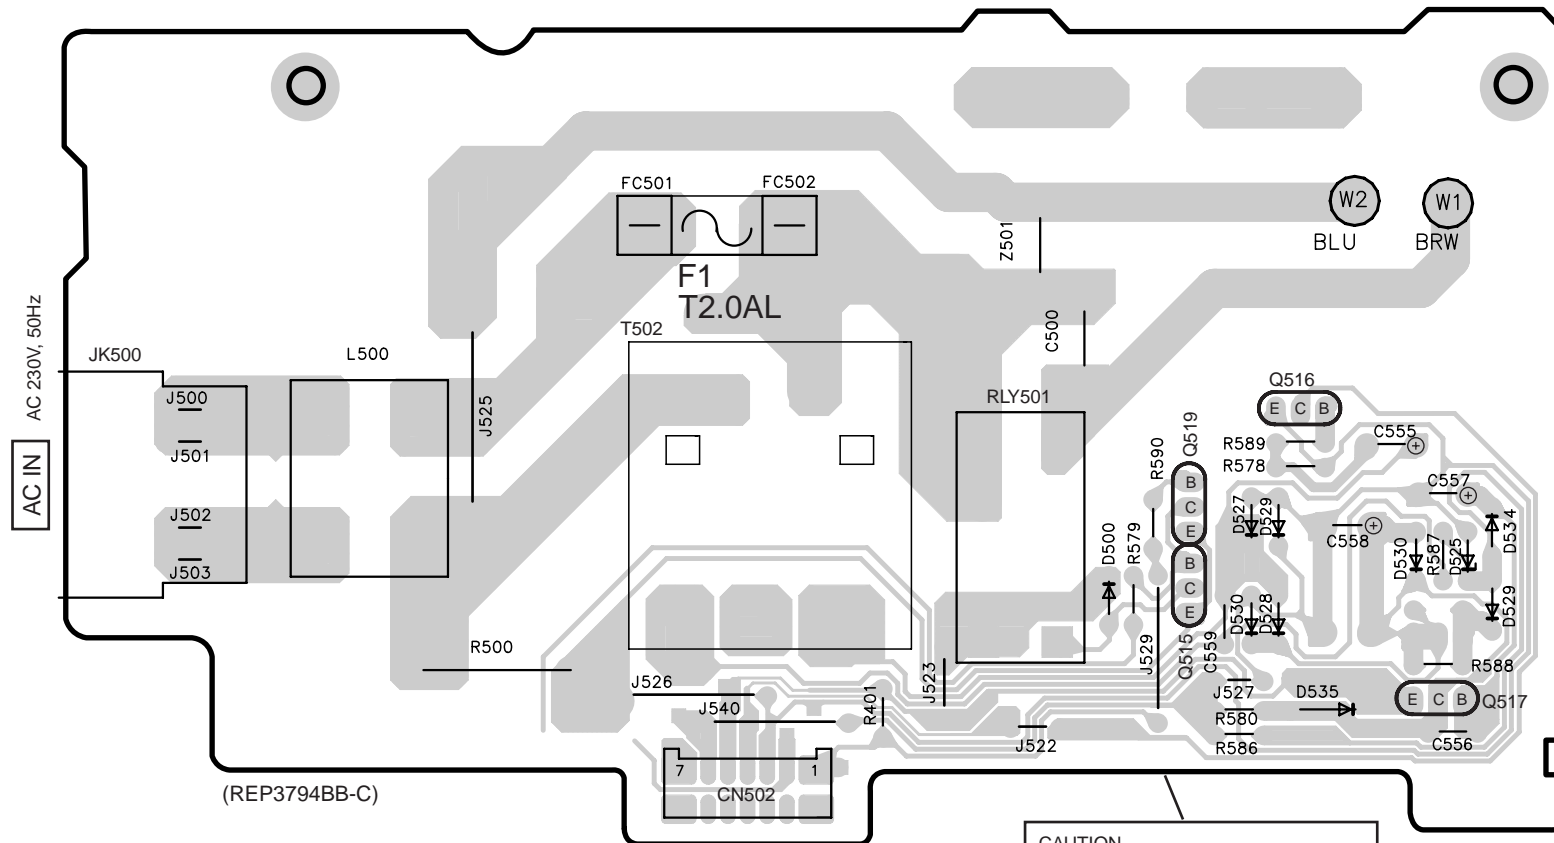 FC501
FC502
W2
W1
BLU
BRW
Z501
F1
T2.0AL
AC 230V, 50Hz
AC IN
JK500
L500
J525
T502
C500
RLY501
J500
J501
J502
J503
Q516
E C B
R589
R578
C555
C557
R590
Q519
B
C
E
B
C
E
Q515
D500
R579
D527
D529
C558
D530
R587
D525
D534
D529
C559
D530
D528
R500
J526
J540
R401
J523
J529
J522
J527
R580
R586
D535
R588
E C B
Q517
C556
7
1
CN502
(REP3794BB-C)
CAUTION